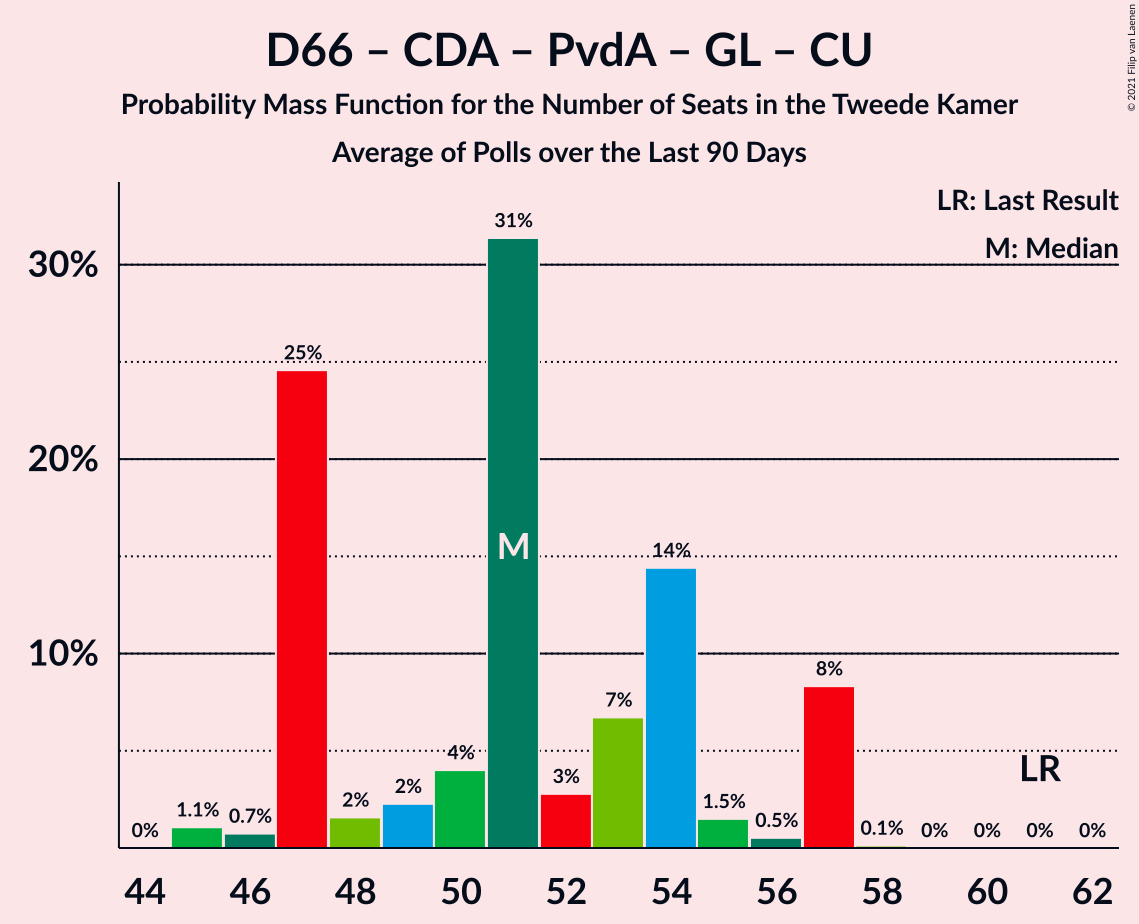 D66 – CDA – PvdA – GL – CU
Probability Mass Function for the Number of Seats in the Tweede Kamer
Average of Polls over the Last 90 Days
© 2021 Filip van Laenen
LR: Last Result
M: Median
30%
20%
10%
0%
1.1%
0.7%
25%
2%
2%
4%
31%
M
3%
7%
14%
1.5%
0.5%
8%
0.1%
0%
0%
0%
0%
LR
44 46 48 50 52 54 56 58 60 62